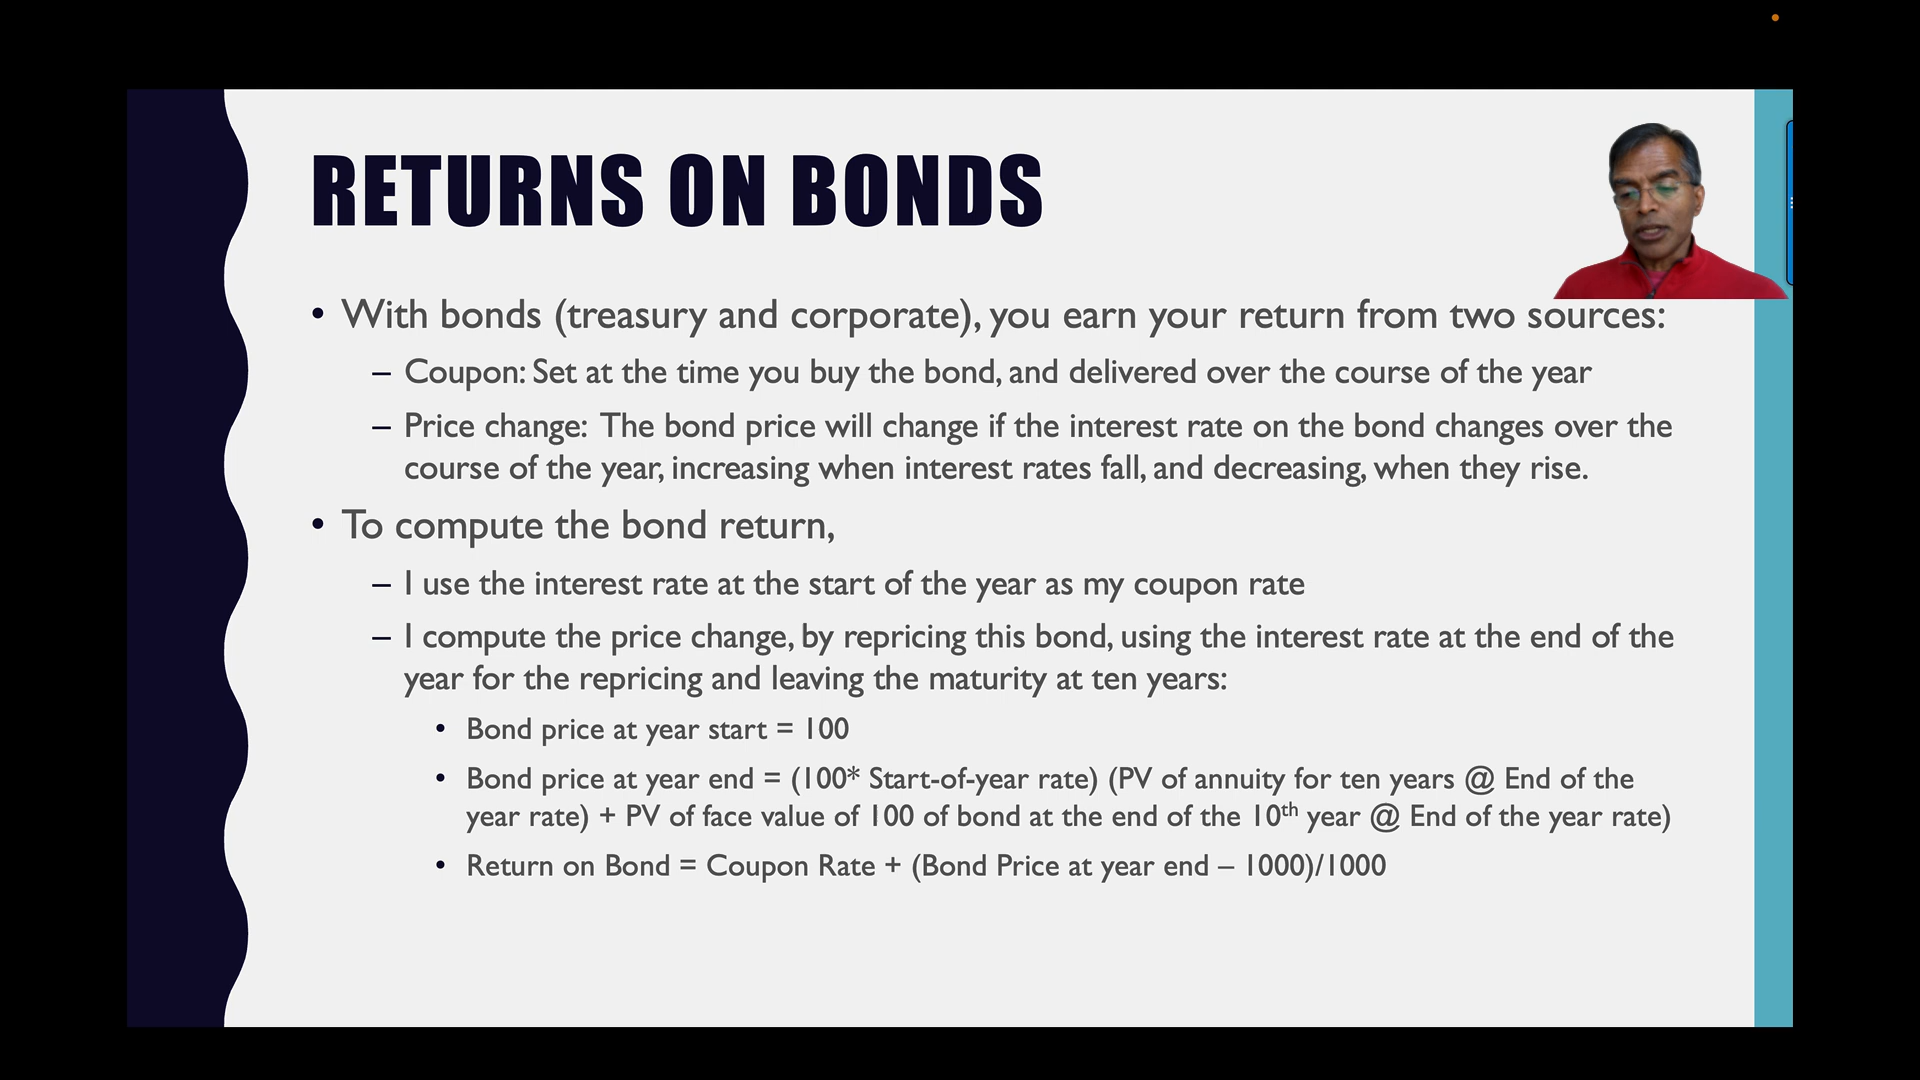 RETURNS ON BONDS
• With bonds (treasury and corporate), you earn your return from two sources:
– Coupon: Set at the time you buy the bond, and delivered over the course of the year
– Price change: The bond price will change if the interest rate on the bond changes over the
course of the year, increasing when interest rates fall, and decreasing, when they rise.
• To compute the bond return,
– I use the interest rate at the start of the year as my coupon rate
– I compute the price change, by repricing this bond, using the interest rate at the end of the
year for the repricing and leaving the maturity at ten years:
• Bond price at year start = 100
• Bond price at year end = (100* Start-of-year rate) (PV of annuity for ten years @ End of the
year rate) + PV of face value of 100 of bond at the end of the 10th year @ End of the year rate)
• Return on Bond = Coupon Rate + (Bond Price at year end – 1000)/1000